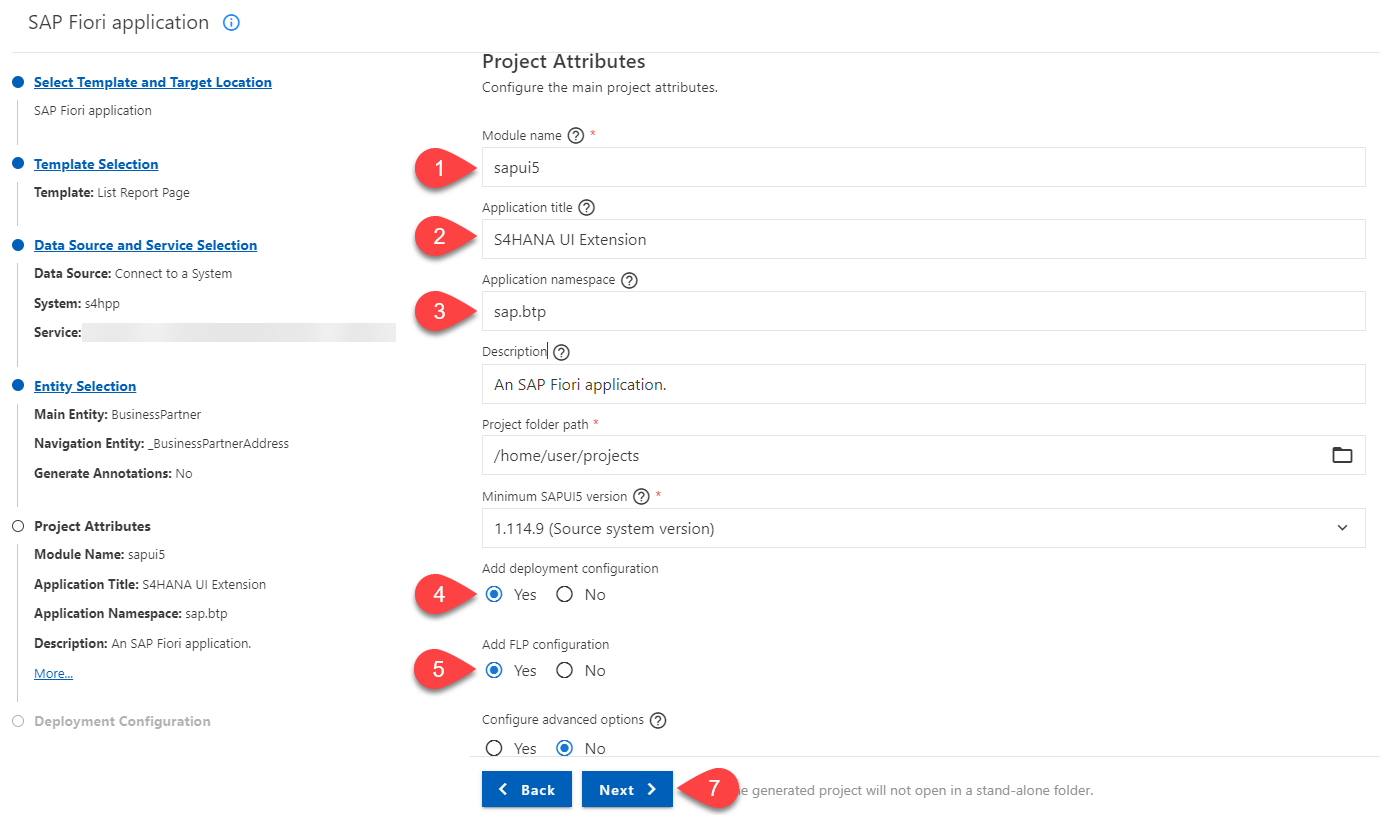 SAP Fiori application
Select Template and Target Location
SAP Fiori application
Template Selection
Template: List Report Page
Data Source and Service Selection
Data Source: Connect to a System
System: s4hpp
Service:
Entity Selection
Main Entity: BusinessPartner
Navigation Entity: _BusinessPartnerAddress
Generate Annotations: No
Project Attributes
Module Name: sapui5
Application Title: S4HANA UI Extension
Application Namespace: sap.btp
Description: An SAP Fiori application.
More...
Deployment Configuration
Project Attributes
Configure the main project attributes.
Module name ? *
1 sapui5
Application title ?
2 S4HANA UI Extension
Application namespace ?
3 sap.btp
Description ?
An SAP Fiori application.
Project folder path *
/home/user/projects
Minimum SAPUI5 version ? *
1.114.9 (Source system version)
Add deployment configuration
4 Yes No
Add FLP configuration
5 Yes No
Configure advanced options ?
Yes No
Back Next 7 generated project will not open in a stand-alone folder.